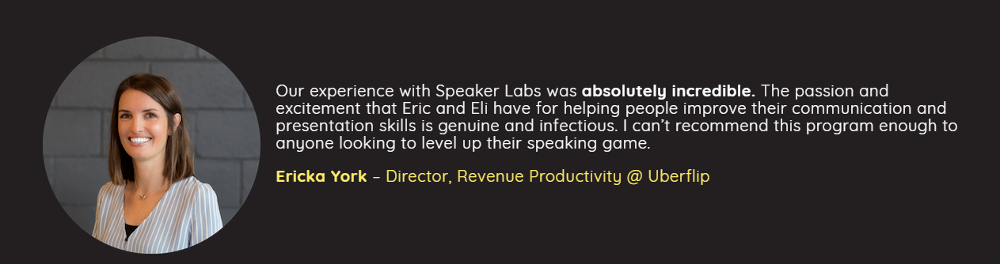 Our experience with Speaker Labs was absolutely incredible. The passion and
excitement that Eric and Eli have for helping people improve their communication and
presentation skills is genuine and infectious. I can't recommend this program enough to
anyone looking to level up their speaking game.
Ericka York – Director, Revenue Productivity @ Uberflip